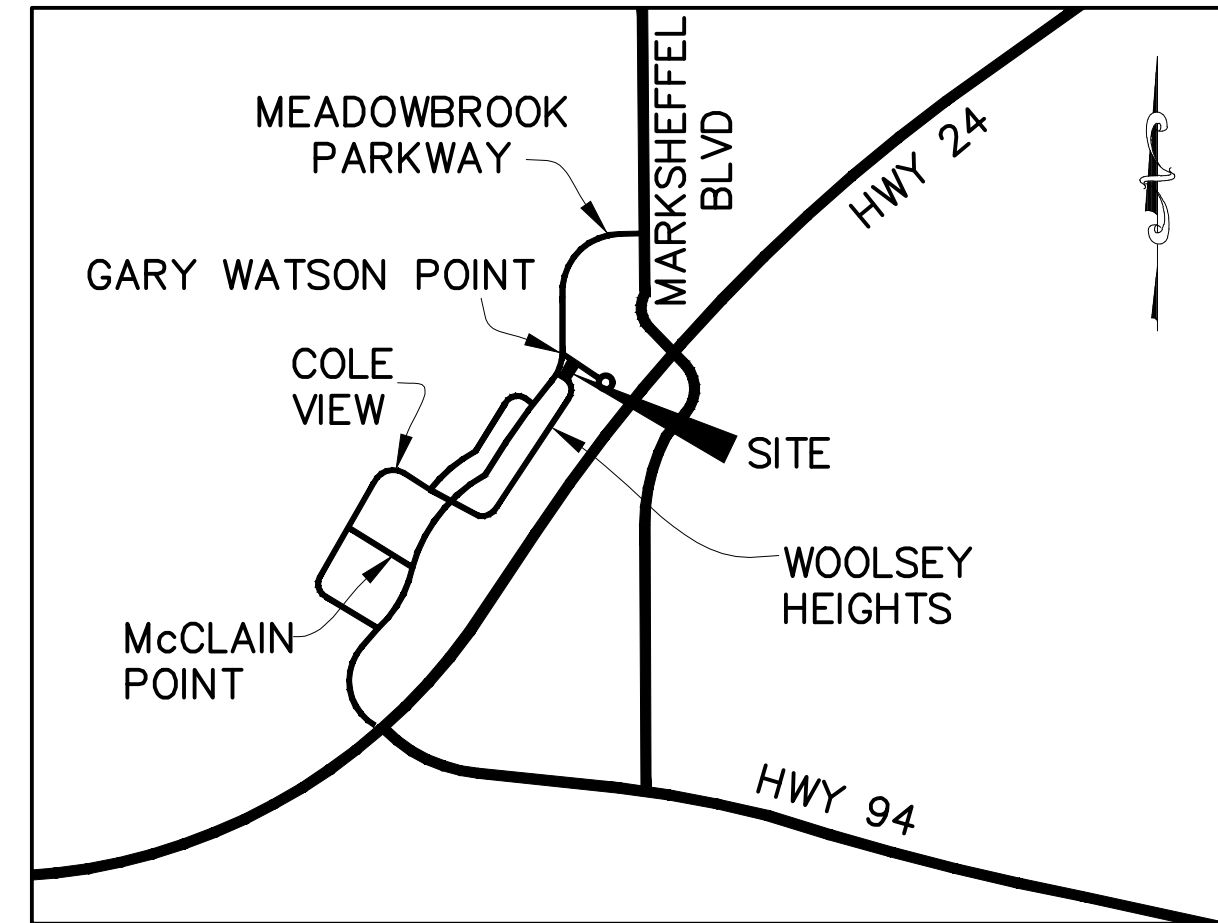 MEADOWBROOK
PARKWAY
MARKSHEFFEL
BLVD
HWY 24
GARY WATSON POINT
COLE
VIEW
SITE
WOOLSEY
HEIGHTS
McCLAIN
POINT
HWY 94